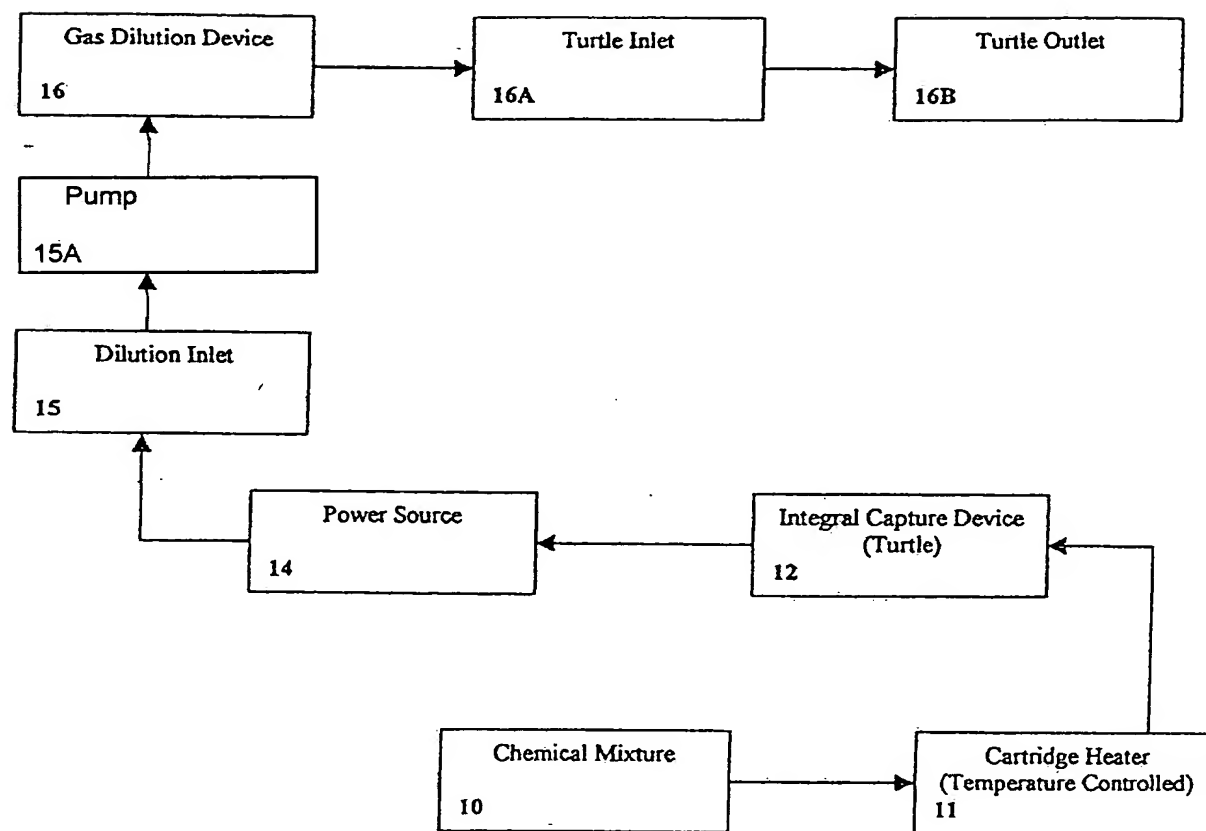 Gas Dilution Device
16
Turtle Inlet
16A
Turtle Outlet
16B
Pump
15A
Dilution Inlet
15
Power Source
14
Integral Capture Device
(Turtle)
12
Chemical Mixture
10
Cartridge Heater
(Temperature Controlled)
11